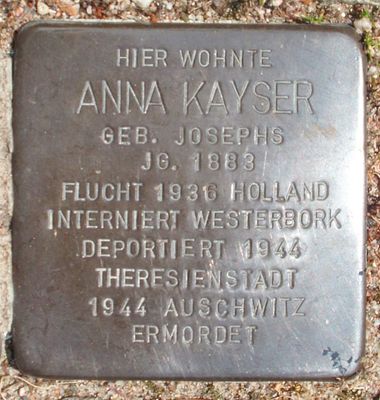 HIER WOHNTE
ANNA KAYSER
GEB. JOSEPHS
JG. 1883
FLUCHT 1936 HOLLAND
INTERNIERT WESTERBORK
DEPORTIERT 1944
THERESIENSTADT
1944 AUSCHWITZ
ERMORDET